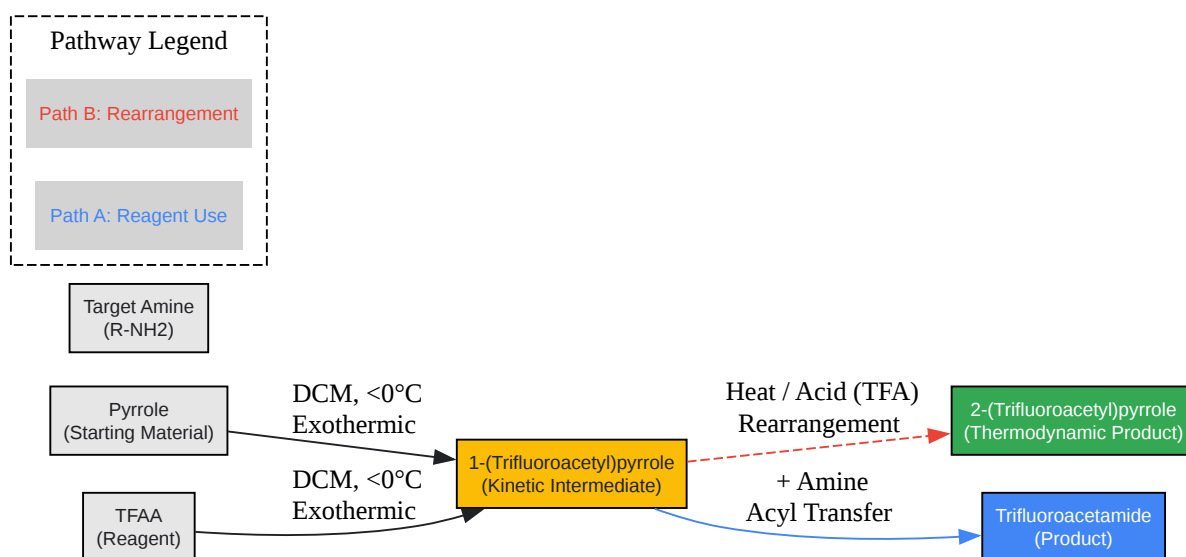 Pathway Legend
Path B: Rearrangement
Path A: Reagent Use
Target Amine
(R-NH2)
Pyrrole
(Starting Material)
DCM, <0°C
Exothermic
TFAA
(Reagent)
DCM, <0°C
Exothermic
1-(Trifluoroacetyl)pyrrole
(Kinetic Intermediate)
Heat / Acid (TFA)
Rearrangement
2-(Trifluoroacetyl)pyrrole
(Thermodynamic Product)
+ Amine
Acyl Transfer
Trifluoroacetamide
(Product)